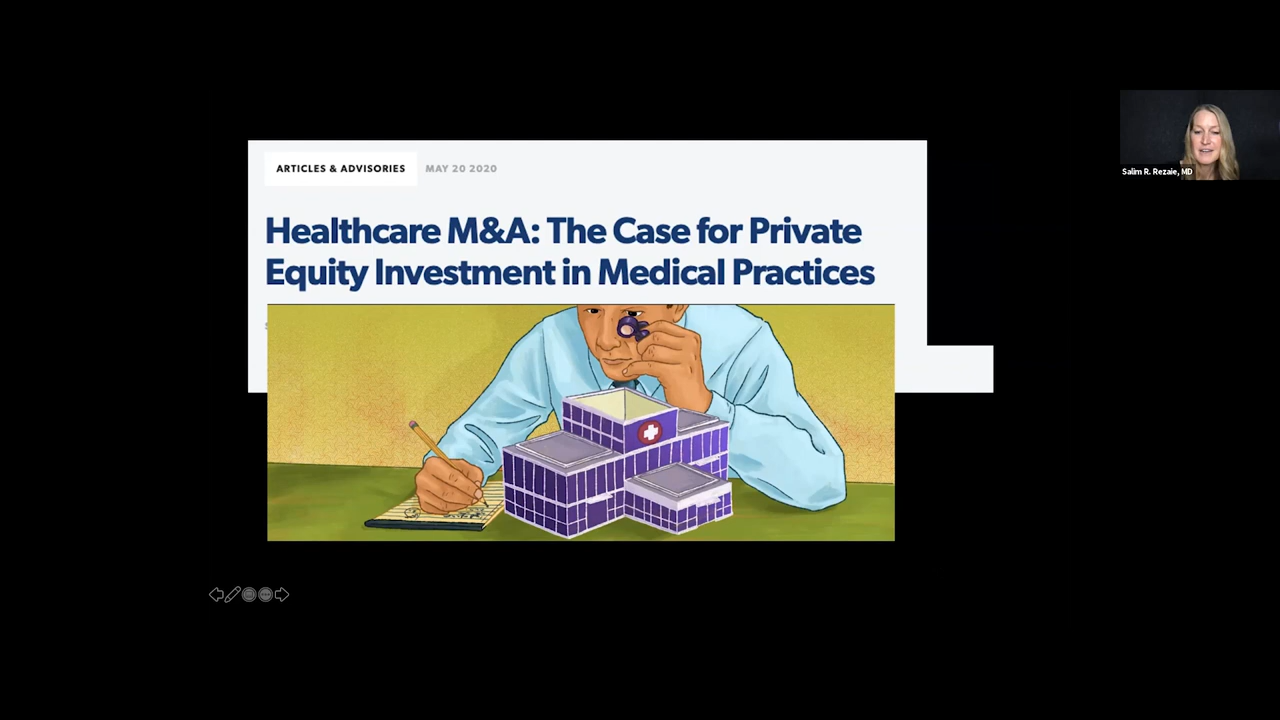 ARTICLES & ADVISORIES MAY 20 2020
Healthcare M&A: The Case for Private
Equity Investment in Medical Practices
Salim R. Rezaie, MD